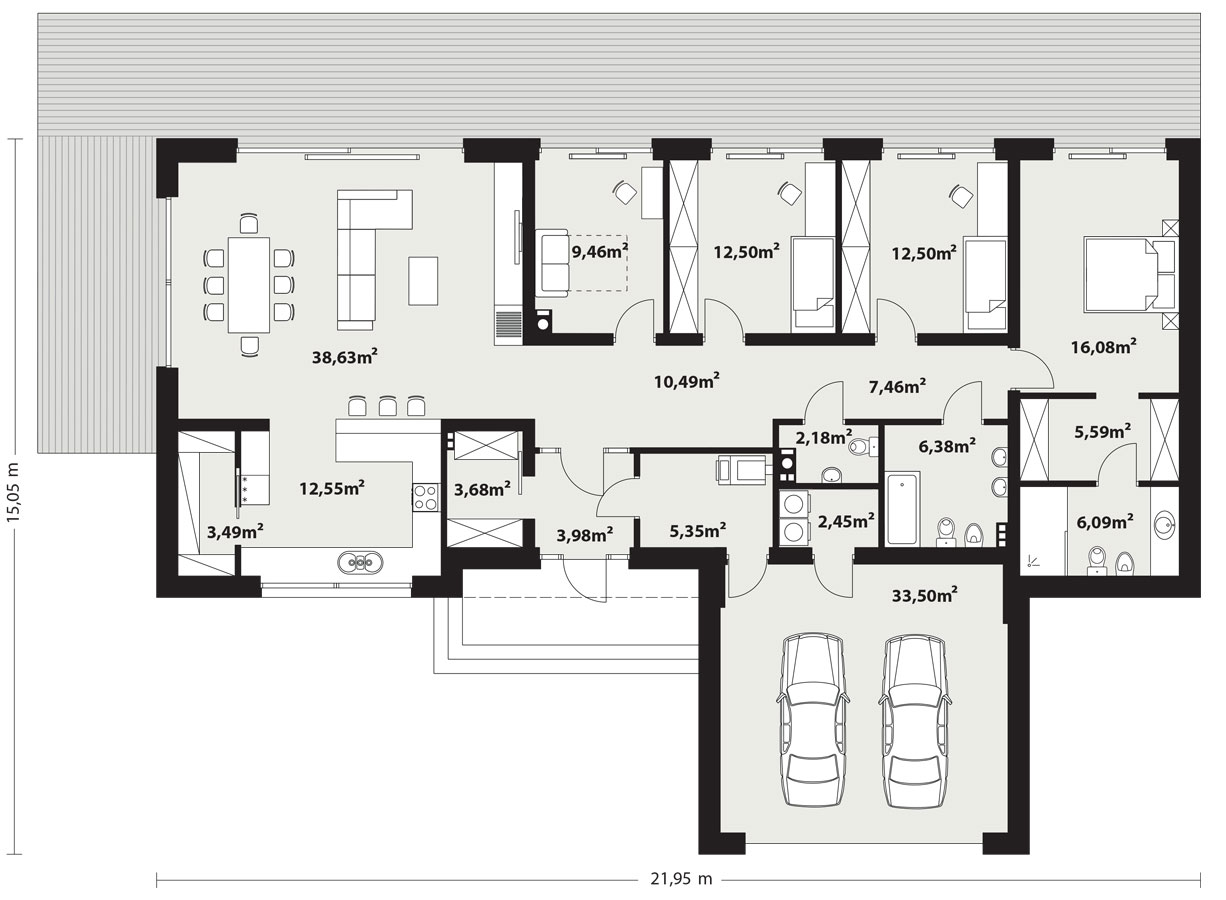 9,46m²
12,50m²
12,50m²
38,63m²
16,08m²
10,49m²
7,46m²
2,18m²
6,38m²
5,59m²
12,55m²
3,68m²
3,49m²
3,98m²
5,35m²
2,45m²
6,09m²
33,50m²
15,05 m
21,95 m